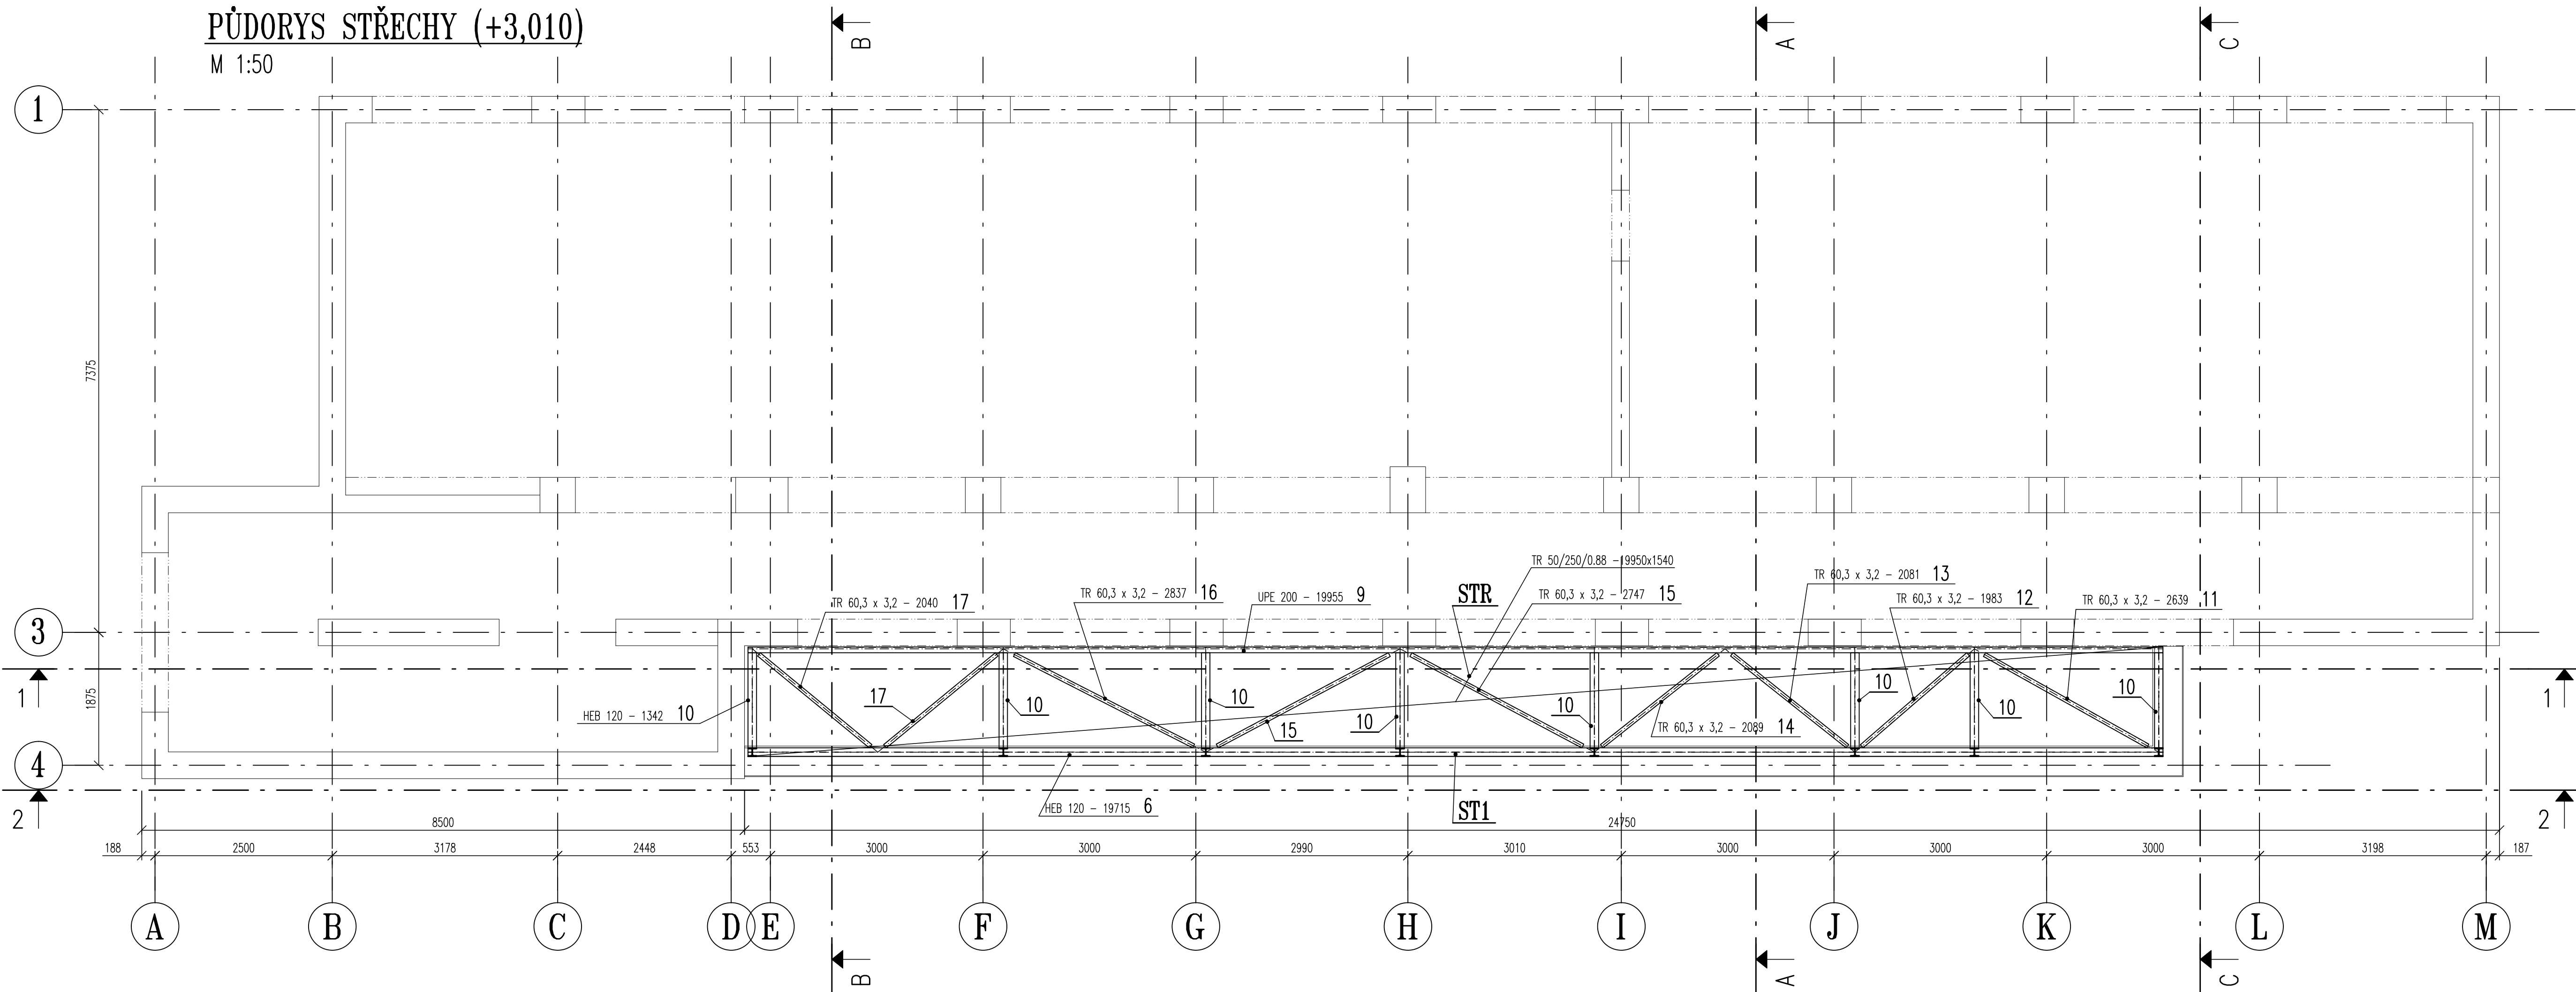 PŮDORYS STŘECHY (+3,010)
M 1:50
B
A
C
1
7375
3
1875
4
1
1
2
2
TR 50/250/0.88 -19950x1540
STR
TR 60,3 x 3,2 - 2747 15
TR 60,3 x 3,2 - 2040 17
TR 60,3 x 3,2 - 2837 16
UPE 200 - 19955 9
TR 60,3 x 3,2 - 2081 13
TR 60,3 x 3,2 - 1983 12
TR 60,3 x 3,2 - 2639 11
HEB 120 - 1342 10
17
10
10
15
10
10
TR 60,3 x 3,2 - 2089 14
10
10
10
HEB 120 - 19715 6
ST1
8500
24750
188
2500
3178
2448
553
3000
3000
2990
3010
3000
3000
3000
3198
187
A
B
C
D
E
F
G
H
I
J
K
L
M
B
A
C